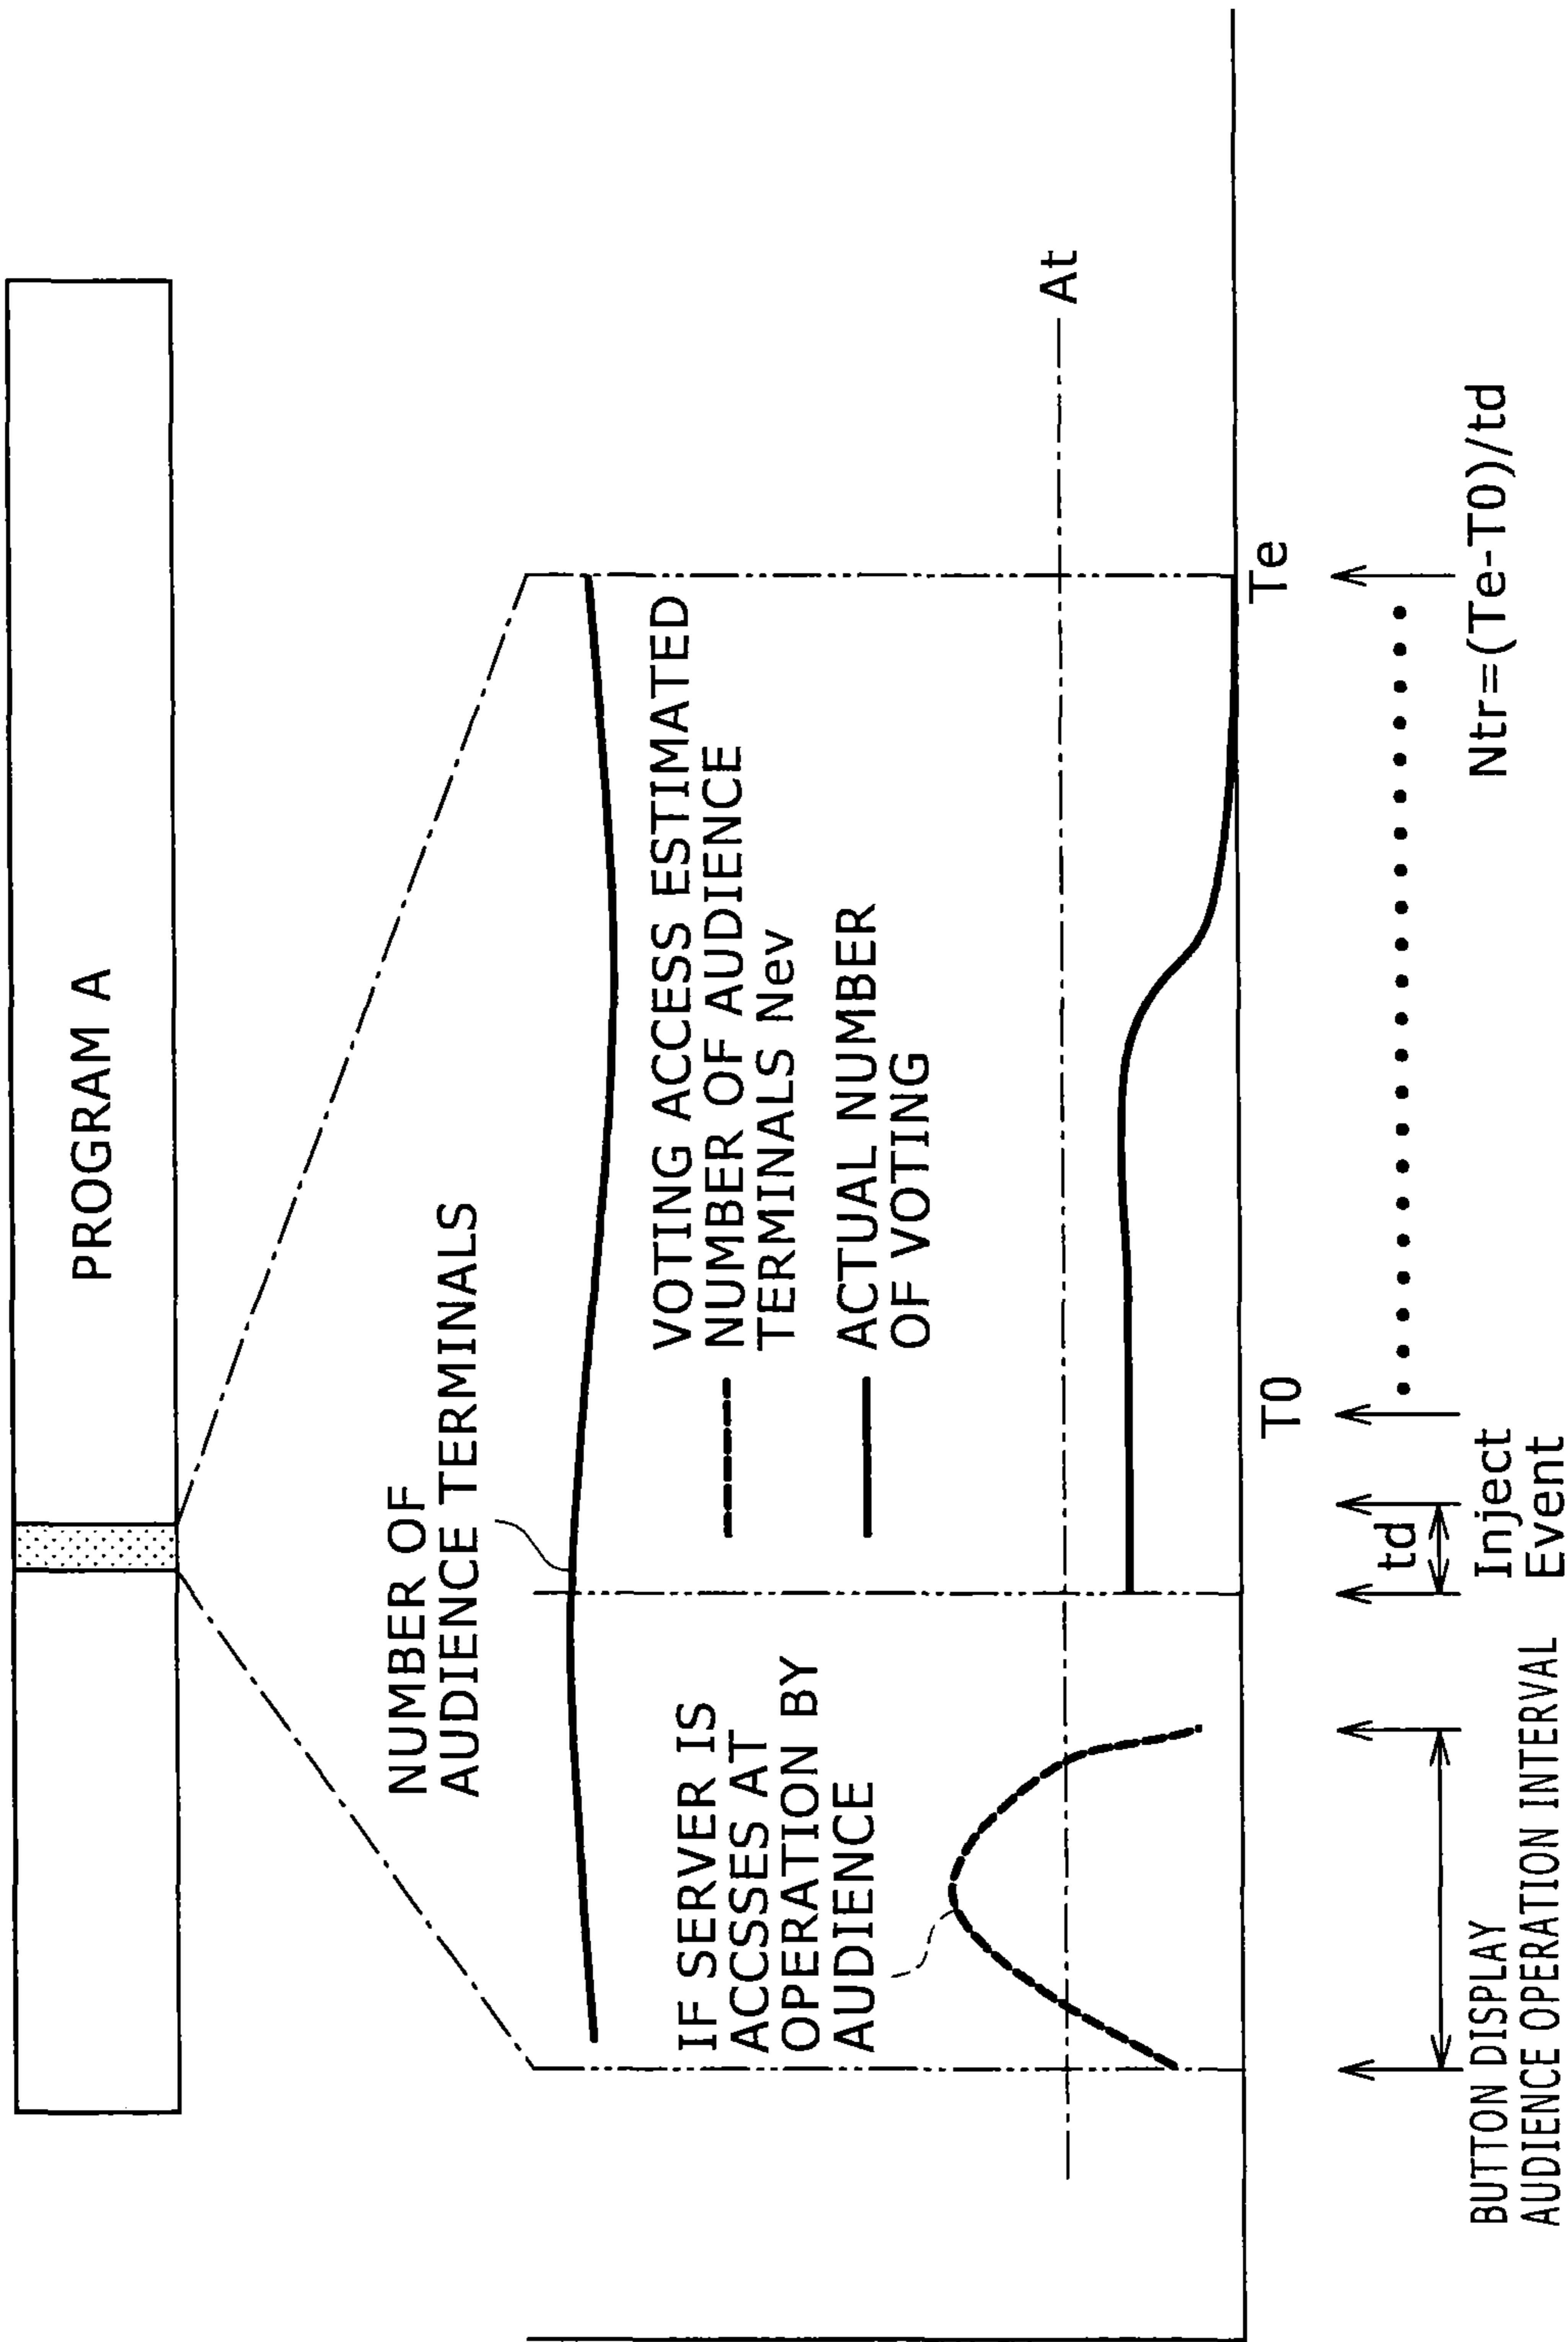 PROGRAM A
NUMBER OF
AUDIENCE TERMINALS
IF SERVER IS
ACCSSES AT
OPERATION BY
AUDIENCE
VOTING ACCESS ESTIMATED
NUMBER OF AUDIENCE
TERMINALS Nev
ACTUAL NUMBER
OF VOTING
At
T0
Te
td
Inject
Event
Ntr=(Te-T0)/td
BUTTON DISPLAY
AUDIENCE OPERATION INTERVAL